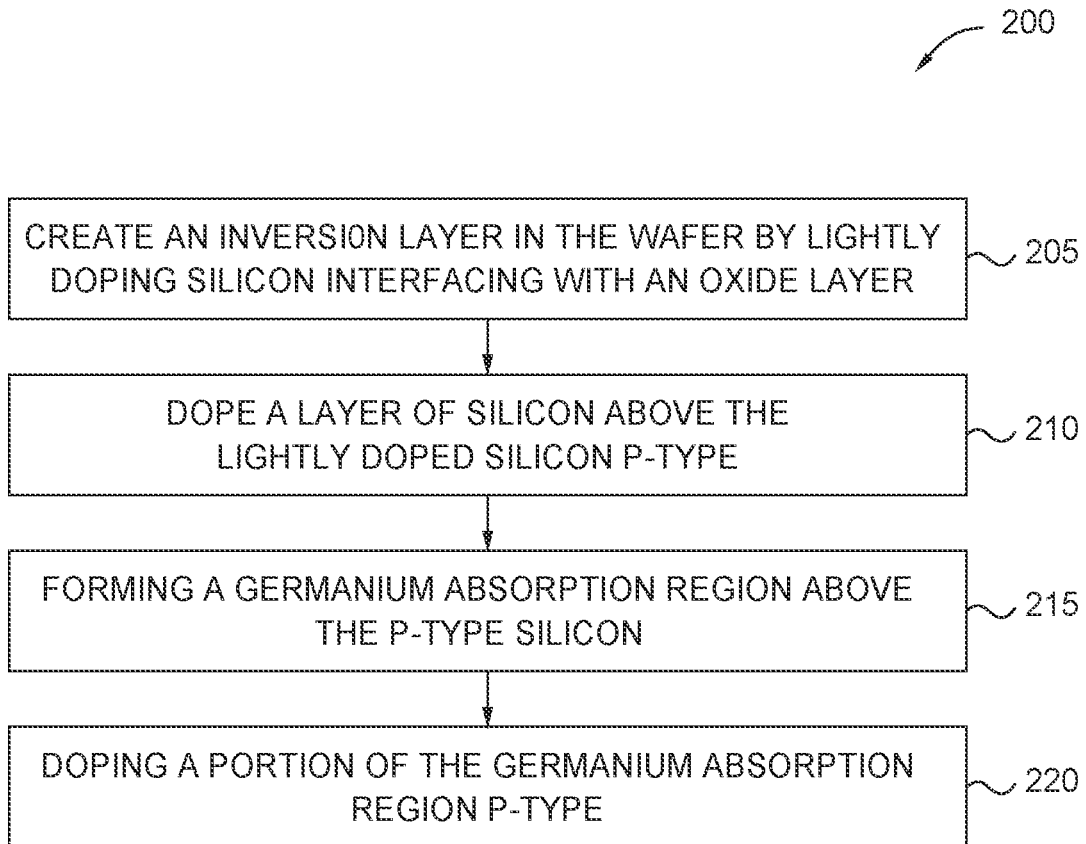 200
CREATE AN INVERSION LAYER IN THE WAFER BY LIGHTLY
DOPING SILICON INTERFACING WITH AN OXIDE LAYER
205
DOPE A LAYER OF SILICON ABOVE THE
LIGHTLY DOPED SILICON P-TYPE
210
FORMING A GERMANIUM ABSORPTION REGION ABOVE
THE P-TYPE SILICON
215
DOPING A PORTION OF THE GERMANIUM ABSORPTION
REGION P-TYPE
220